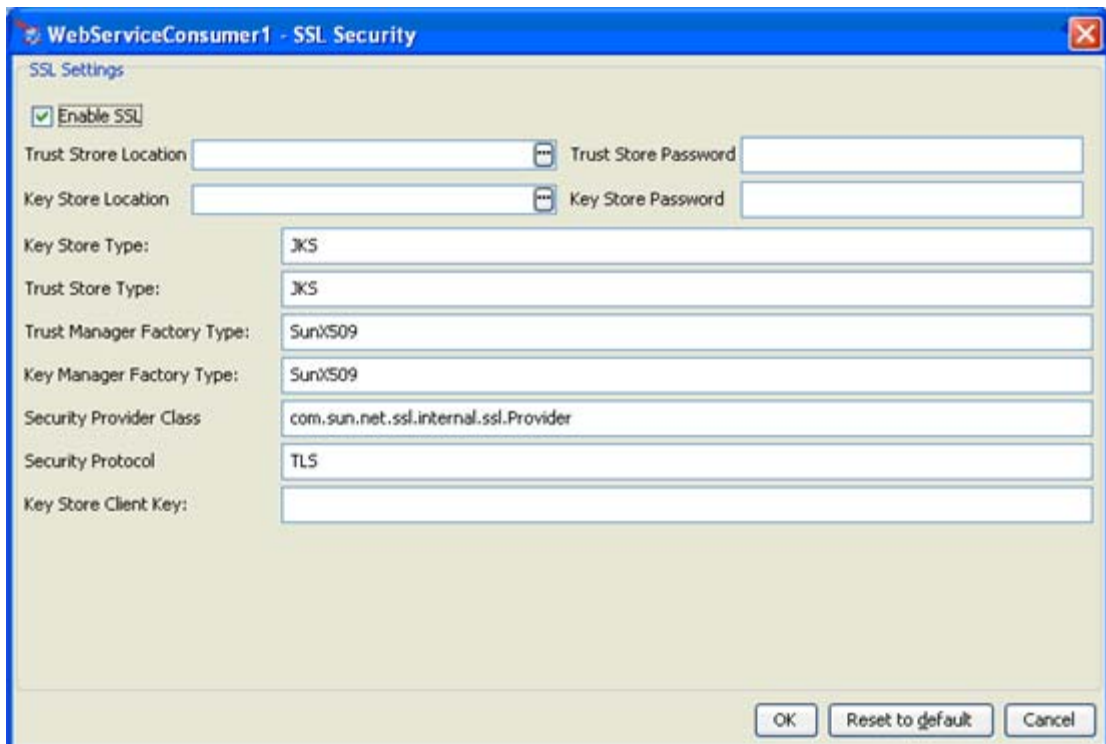 WebServiceConsumer1 - SSL Security
SSL Settings
Enable SSL
Trust Strore Location
Trust Store Password
Key Store Location
Key Store Password
Key Store Type: JKS
Trust Store Type: JKS
Trust Manager Factory Type: SunX509
Key Manager Factory Type: SunX509
Security Provider Class com.sun.net.ssl.internal.ssl.Provider
Security Protocol TLS
Key Store Client Key:
OK Reset to default Cancel